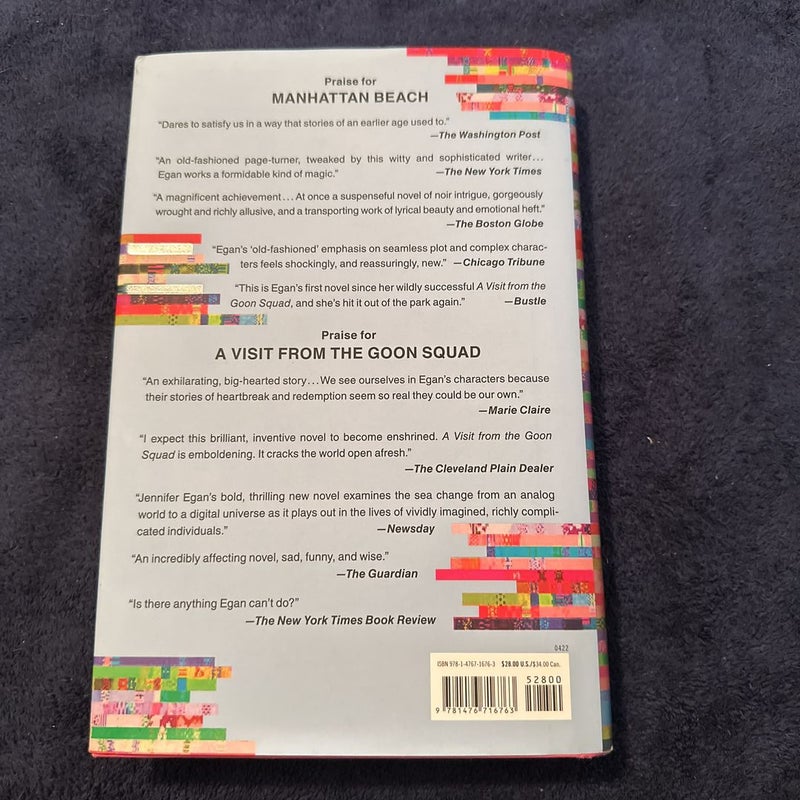 Praise for
MANHATTAN BEACH
“Dares to satisfy us in a way that stories of an earlier age used to.”
—The Washington Post
“An old-fashioned page-turner, tweaked by this witty and sophisticated writer...
Egan works a formidable kind of magic.” —The New York Times
“A magnificent achievement... At once a suspenseful novel of noir intrigue, gorgeously
wrought and richly allusive, and a transporting work of lyrical beauty and emotional heft.”
—The Boston Globe
“Egan’s ‘old-fashioned’ emphasis on seamless plot and complex charac-
ters feels shockingly, and reassuringly, new.” —Chicago Tribune
“This is Egan’s first novel since her wildly successful A Visit from the
Goon Squad, and she’s hit it out of the park again.” —Bustle
Praise for
A VISIT FROM THE GOON SQUAD
“An exhilarating, big-hearted story...We see ourselves in Egan’s characters because
their stories of heartbreak and redemption seem so real they could be our own.”
—Marie Claire
“I expect this brilliant, inventive novel to become enshrined. A Visit from the Goon
Squad is emboldening. It cracks the world open afresh.”
—The Cleveland Plain Dealer
“Jennifer Egan’s bold, thrilling new novel examines the sea change from an analog
world to a digital universe as it plays out in the lives of vividly imagined, richly compli-
cated individuals.” —Newsday
“An incredibly affecting novel, sad, funny, and wise.”
—The Guardian
“Is there anything Egan can’t do?”
—The New York Times Book Review
0422
ISBN 978-1-4767-1676-3 $28.00 U.S./$34.00 Can.
52800
9 781476 716763